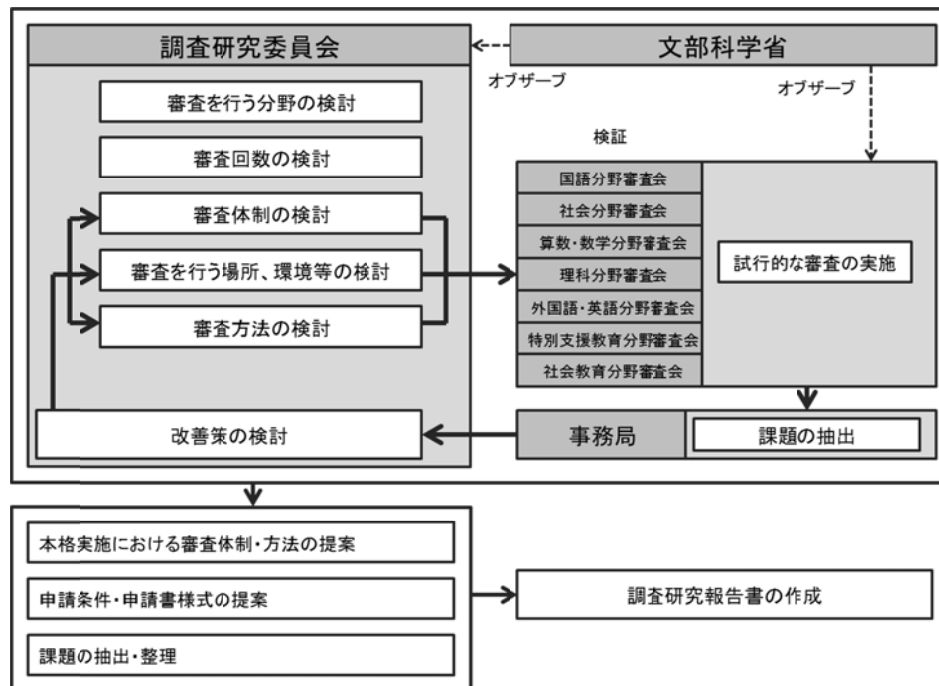 調査研究委員会
文部科学省
オブザーブ
オブザーブ
審査を行う分野の検討
審査回数の検討
審査体制の検討
審査を行う場所、環境等の検討
審査方法の検討
改善策の検討
検証
国語分野審査会
社会分野審査会
算数・数学分野審査会
理科分野審査会
外国語・英語分野審査会
特別支援教育分野審査会
社会教育分野審査会
試行的な審査の実施
事務局
課題の抽出
本格実施における審査体制・方法の提案
申請条件・申請書様式の提案
課題の抽出・整理
調査研究報告書の作成